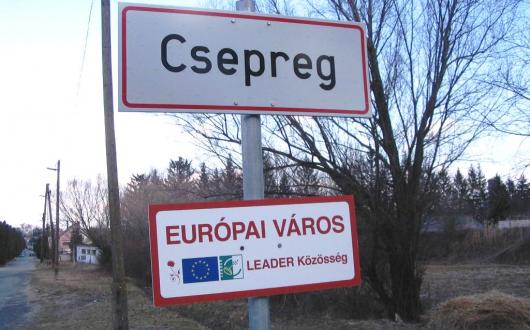 Csepreg
EURÓPAI VÁROS
LEADER Közösség